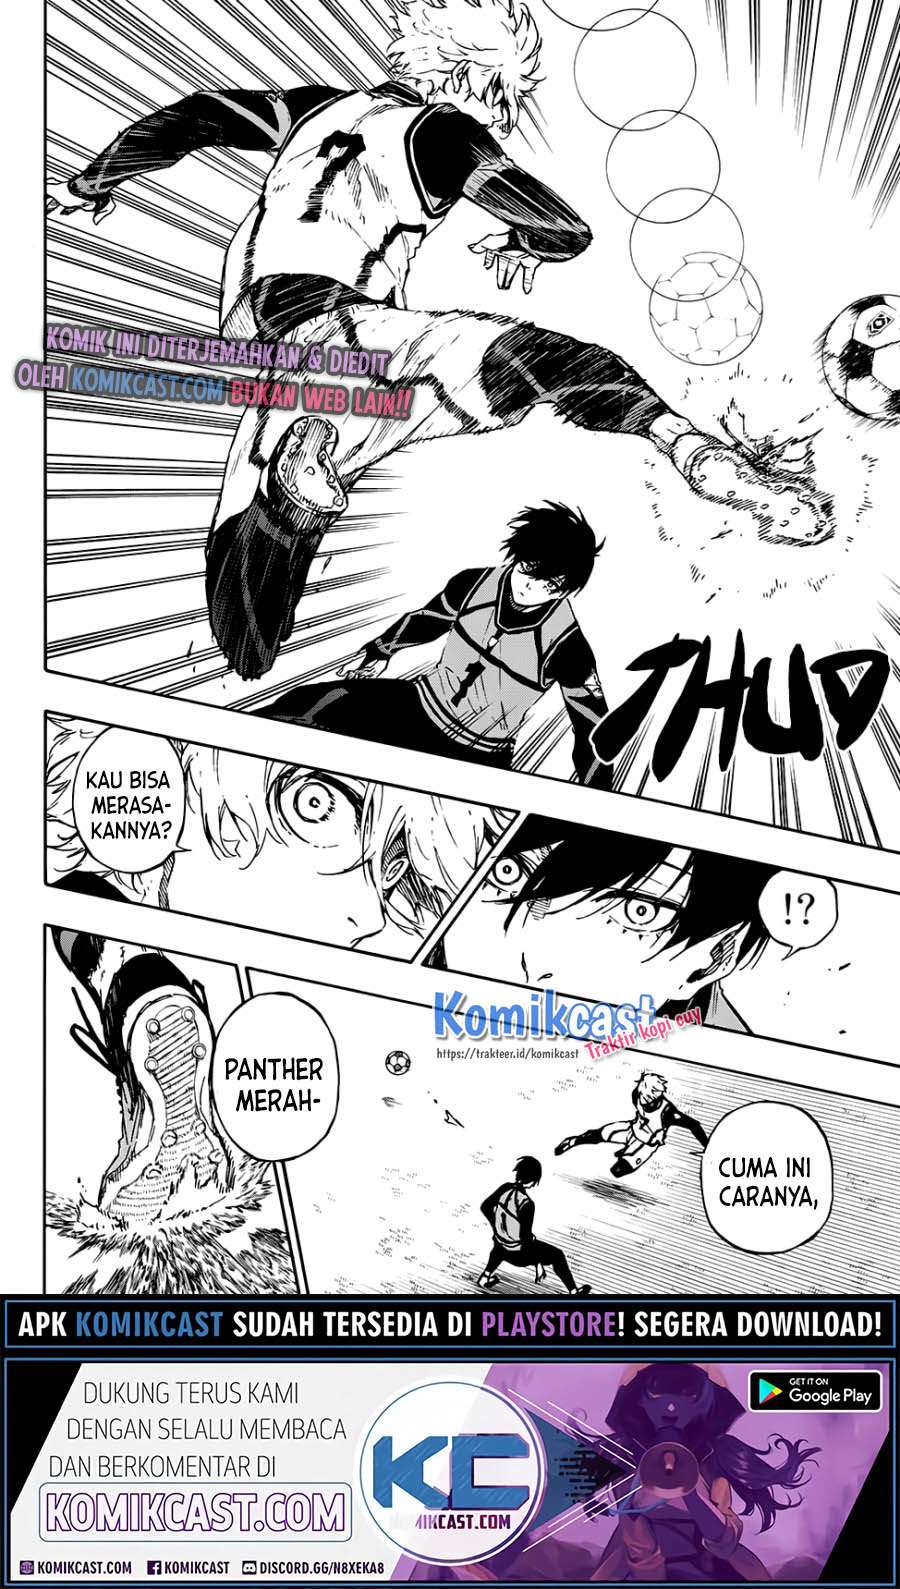 7
KOMIK INI DITERJEMAHKAN & DIEDIT
OLEH KOMIKCAST.COM BUKAN WEB LAIN!!
7
THUD
KAU BISA
MERASA-
KANNYA?
!?
Komikcast
Traktir kopi cuy
https://trakteer.id/komikcast
PANTHER
MERAH-
CUMA INI
CARANYA,
APK KOMIKCAST SUDAH TERSEDIA DI PLAYSTORE! SEGERA DOWNLOAD!
DUKUNG TERUS KAMI
DENGAN SELALU MEMBACA
DAN BERKOMENTAR DI
KOMIKCAST.COM
KOMIKCAST.COM KOMIKCAST DISCORD.GG/N8XEKA8
KC
KOMIKCAST.COM
GET IT ON
Google Play